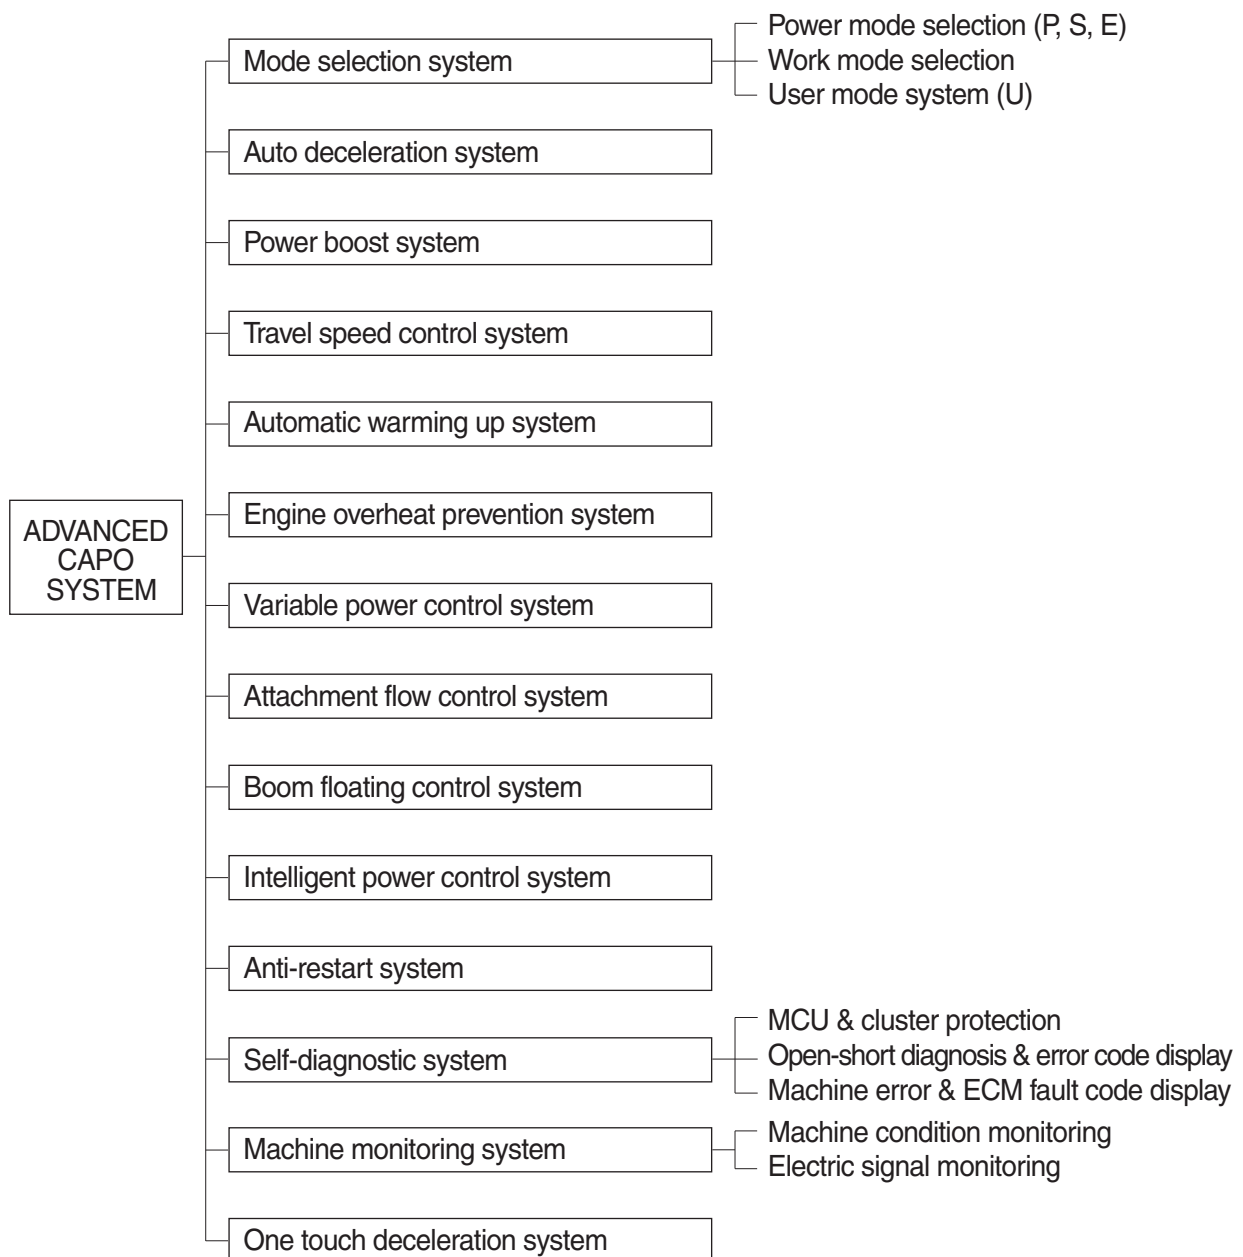 Power mode selection (P, S, E)
Mode selection system
Work mode selection
User mode system (U)
Auto deceleration system
Power boost system
Travel speed control system
Automatic warming up system
Engine overheat prevention system
ADVANCED
CAPO
SYSTEM
Variable power control system
Attachment flow control system
Boom floating control system
Intelligent power control system
Anti-restart system
MCU & cluster protection
Self-diagnostic system
Open-short diagnosis & error code display
Machine error & ECM fault code display
Machine condition monitoring
Machine monitoring system
Electric signal monitoring
One touch deceleration system